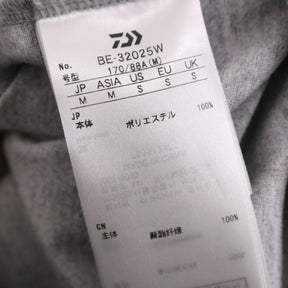 No. BE-32025W
号型 170/88A(M)
JP ASIA US EU UK
M M S S S
JP
本体 ポリエステル 100%
CN
主体 100%